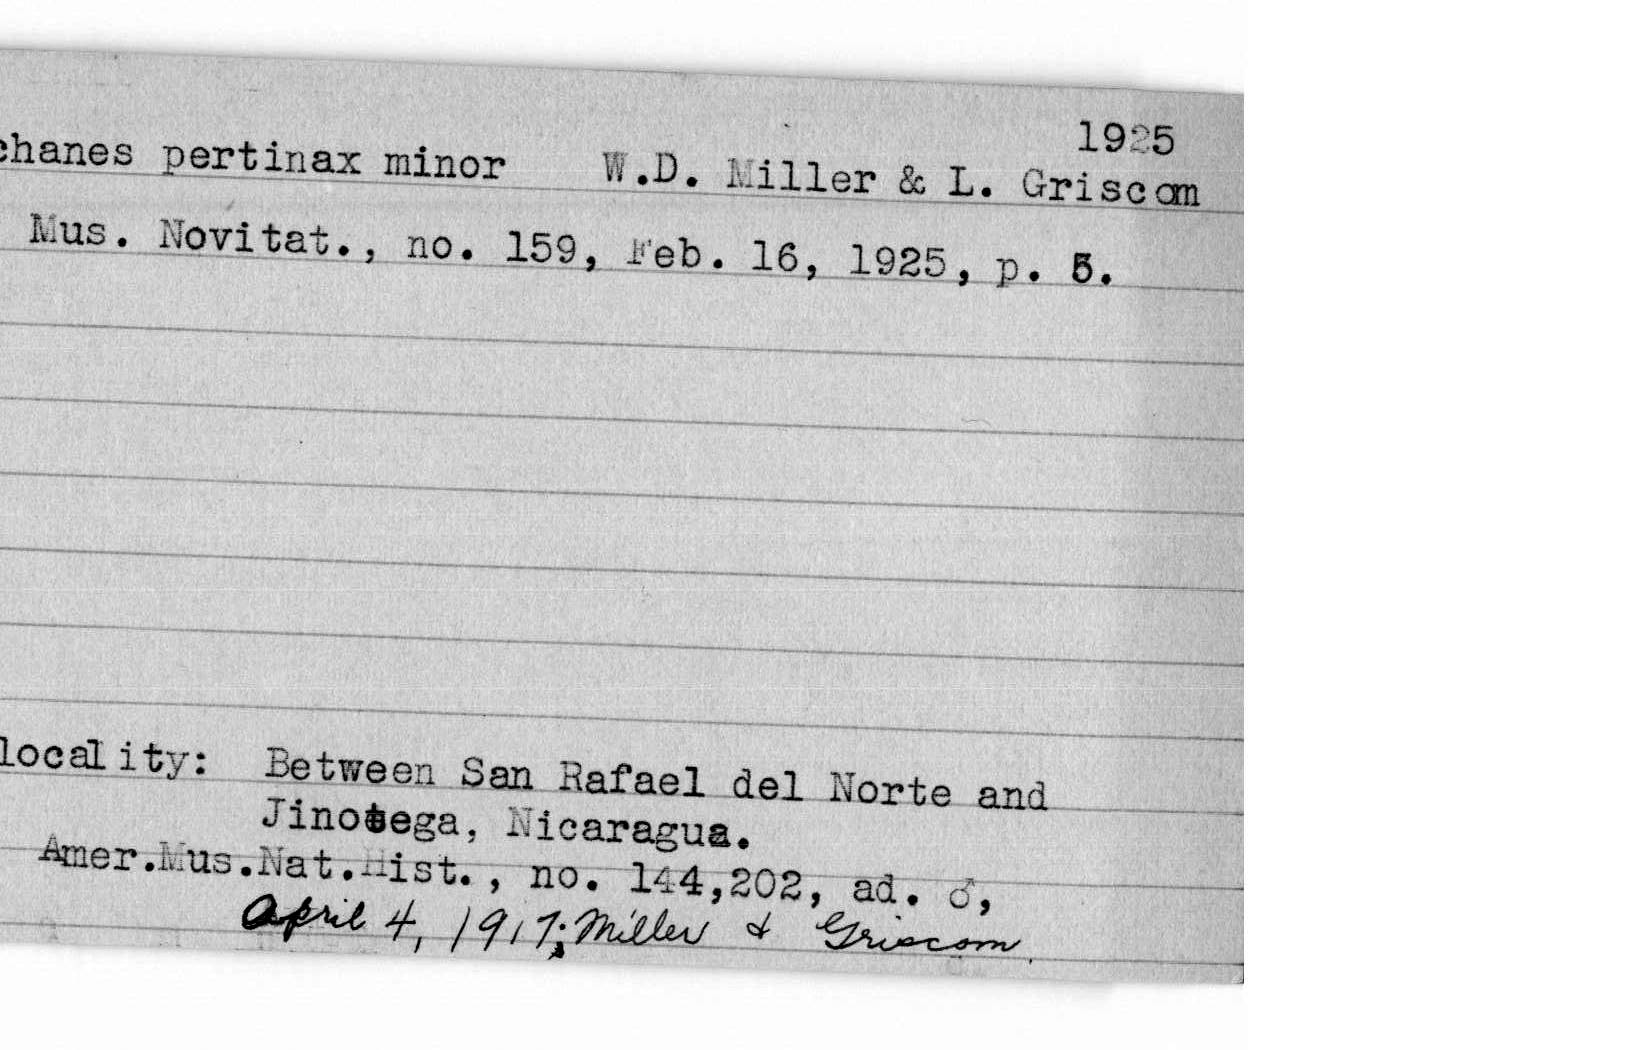 1925
chanes pertinax minor W.D. Miller & L. Griscom
Mus. Novitat., no. 159, Feb. 16, 1925, p. 5.
locality: Between San Rafael del Norte and
Jinotega, Nicaragua.
Amer.Mus.Nat.Hist., no. 144,202, ad. ♂,
April 4, 1917; Miller & Griscom.